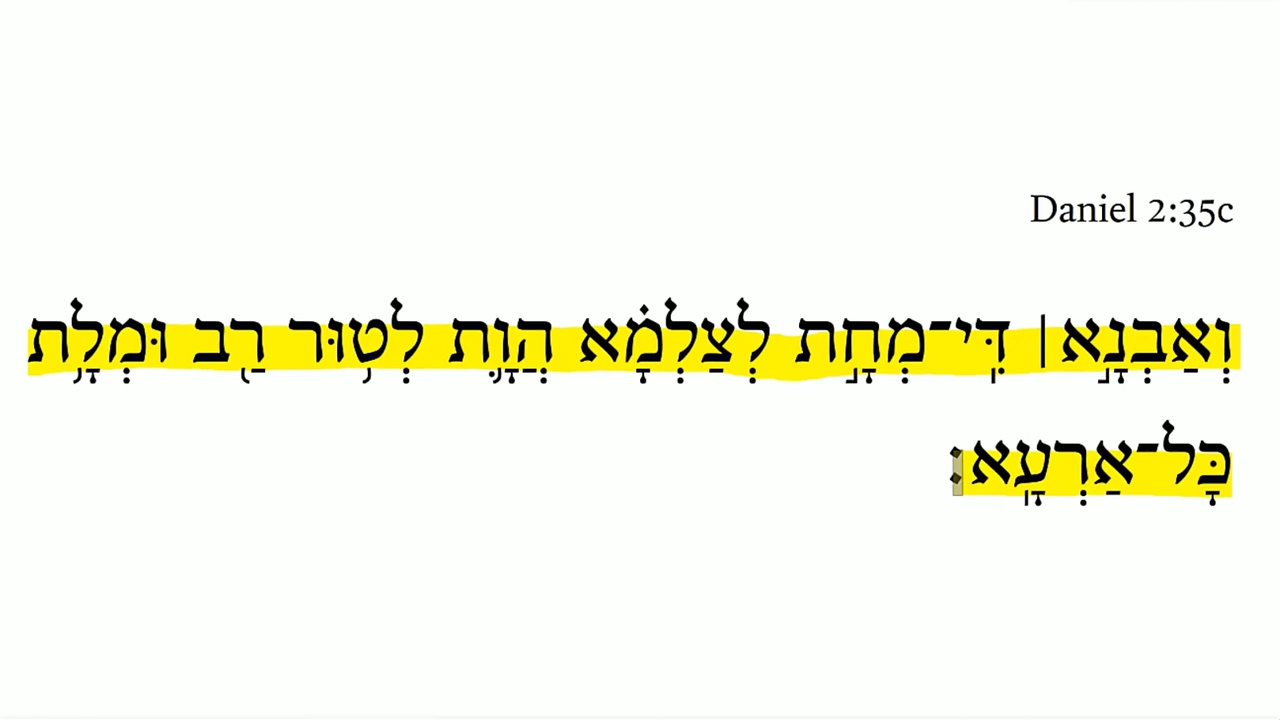 Daniel 2:35c
וְאַבְנָ֣א ׀ דִּֽי־מְחָ֣ת לְצַלְמָ֗א הֲוָ֛ת לְט֥וּר רַ֖ב וּמְלָ֥ת
כָּל־אַרְעָֽא׃